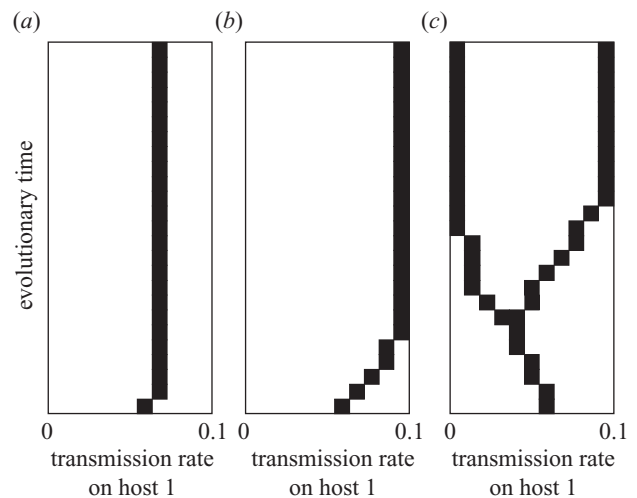 (a)
(b)
(c)
evolutionary time
0
0.1
0
0.1
0
0.1
transmission rate
on host 1
transmission rate
on host 1
transmission rate
on host 1